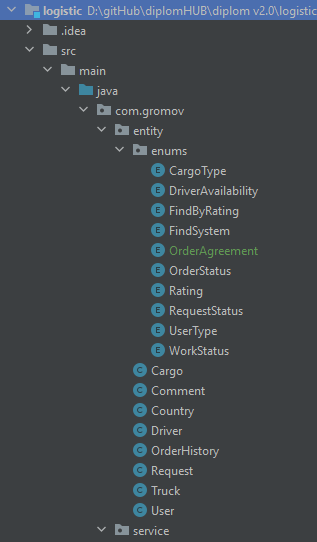 logistic D:\gitHub\diplomHUB\diplom v2.0\logistic
.idea
src
main
java
com.gromov
entity
enums
CargoType
DriverAvailability
FindByRating
FindSystem
OrderAgreement
OrderStatus
Rating
RequestStatus
UserType
WorkStatus
Cargo
Comment
Country
Driver
OrderHistory
Request
Truck
User
service